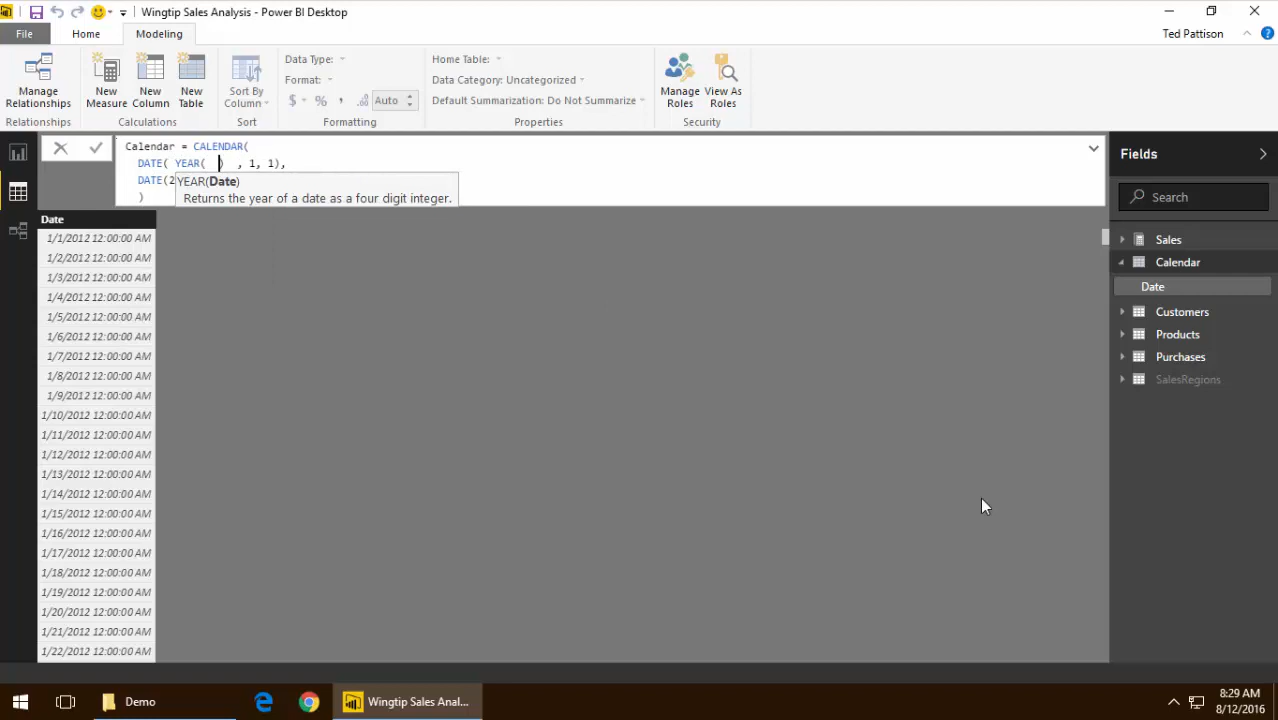 Wingtip Sales Analysis - Power BI Desktop
File
Home
Modeling
Ted Pattison
Manage Relationships
New Measure
New Column
New Table
Sort By Column
Data Type:
Format:
$ % , .00 Auto
Home Table:
Data Category: Uncategorized
Default Summarization: Do Not Summarize
Manage Roles
View As Roles
Relationships
Calculations
Sort
Formatting
Properties
Security
Calendar = CALENDAR(
DATE( YEAR( ) , 1, 1),
DATE(2
)
YEAR(Date)
Returns the year of a date as a four digit integer.
Date
1/1/2012 12:00:00 AM
1/2/2012 12:00:00 AM
1/3/2012 12:00:00 AM
1/4/2012 12:00:00 AM
1/5/2012 12:00:00 AM
1/6/2012 12:00:00 AM
1/7/2012 12:00:00 AM
1/8/2012 12:00:00 AM
1/9/2012 12:00:00 AM
1/10/2012 12:00:00 AM
1/11/2012 12:00:00 AM
1/12/2012 12:00:00 AM
1/13/2012 12:00:00 AM
1/14/2012 12:00:00 AM
1/15/2012 12:00:00 AM
1/16/2012 12:00:00 AM
1/17/2012 12:00:00 AM
1/18/2012 12:00:00 AM
1/19/2012 12:00:00 AM
1/20/2012 12:00:00 AM
1/21/2012 12:00:00 AM
1/22/2012 12:00:00 AM
Fields
Search
Sales
Calendar
Date
Customers
Products
Purchases
SalesRegions
Demo
Wingtip Sales Anal...
8:29 AM
8/12/2016